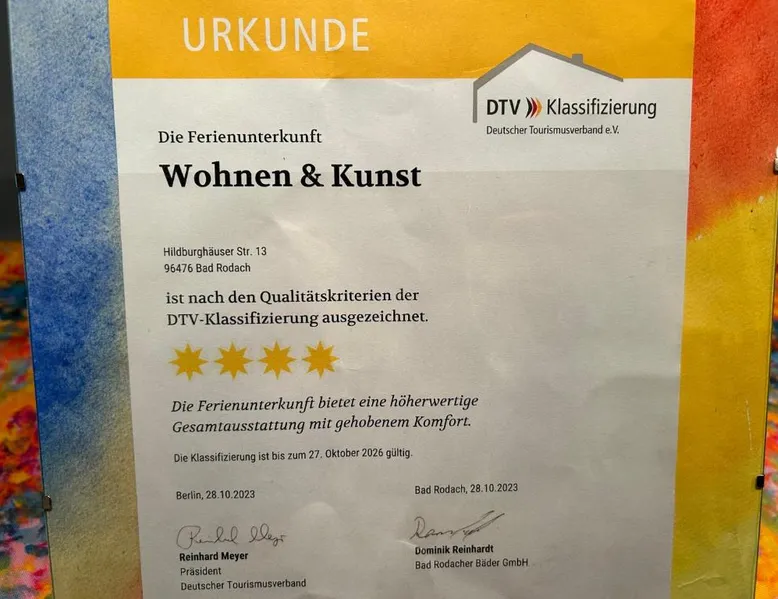 URKUNDE
DTV Klassifizierung
Deutscher Tourismusverband e.V.
Die Ferienunterkunft
Wohnen & Kunst
Hildburghäuser Str. 13
96476 Bad Rodach
ist nach den Qualitätskriterien der
DTV-Klassifizierung ausgezeichnet.
Die Ferienunterkunft bietet eine höherwertige
Gesamtausstattung mit gehobenem Komfort.
Die Klassifizierung ist bis zum 27. Oktober 2026 gültig.
Berlin, 28.10.2023
Bad Rodach, 28.10.2023
Reinhard Meyer
Präsident
Deutscher Tourismusverband
Dominik Reinhardt
Bad Rodacher Bäder GmbH